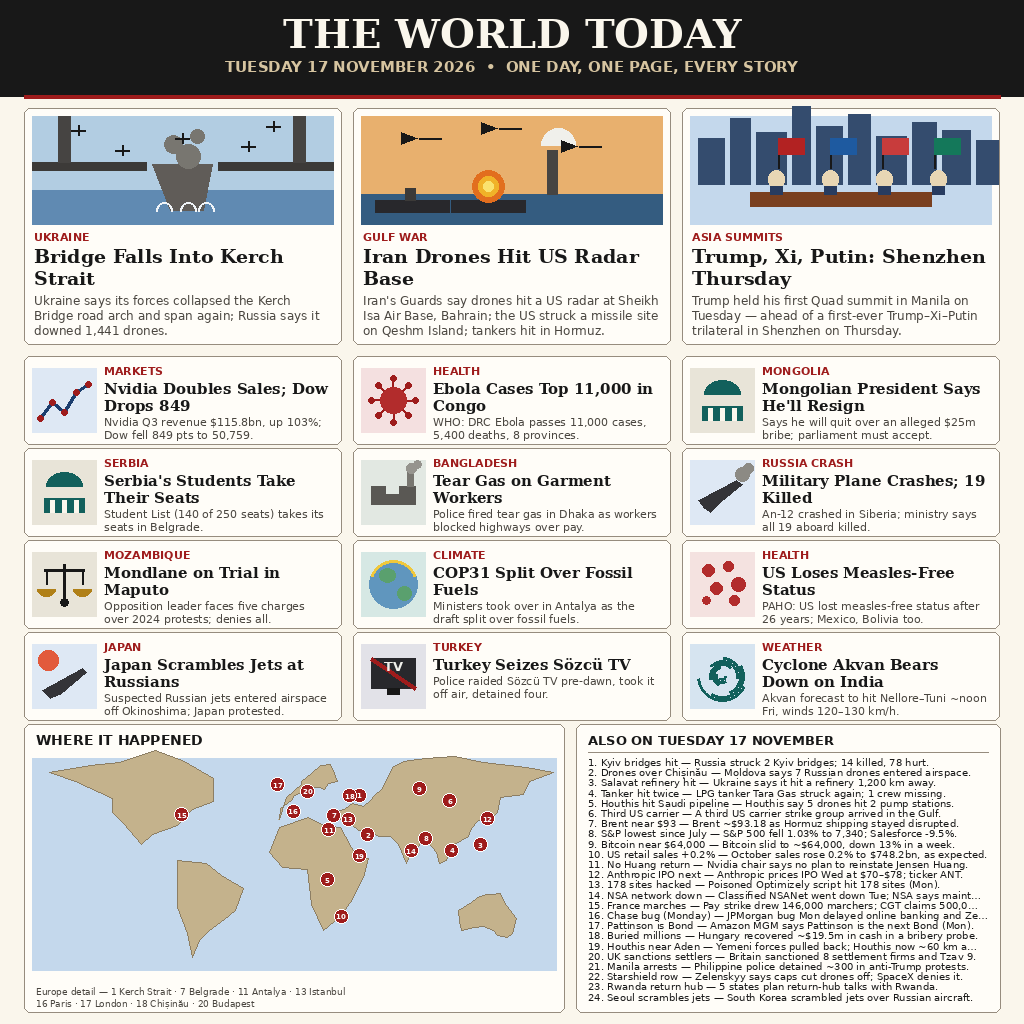 THE WORLD TODAY
TUESDAY 17 NOVEMBER 2026 • ONE DAY, ONE PAGE, EVERY STORY
UKRAINE
Bridge Falls Into Kerch
Strait
Ukraine says its forces collapsed the Kerch
Bridge road arch and span again; Russia says it
downed 1,441 drones.
GULF WAR
Iran Drones Hit US Radar
Base
Iran's Guards say drones hit a US radar at Sheikh
Isa Air Base, Bahrain; the US struck a missile site
on Qeshm Island; tankers hit in Hormuz.
ASIA SUMMITS
Trump, Xi, Putin: Shenzhen
Thursday
Trump held his first Quad summit in Manila on
Tuesday — ahead of a first-ever Trump–Xi–Putin
trilateral in Shenzhen on Thursday.
MARKETS
Nvidia Doubles Sales; Dow
Drops 849
Nvidia Q3 revenue $115.8bn, up 103%;
Dow fell 849 pts to 50,759.
HEALTH
Ebola Cases Top 11,000 in
Congo
WHO: DRC Ebola passes 11,000 cases,
5,400 deaths, 8 provinces.
MONGOLIA
Mongolian President Says
He'll Resign
Says he will quit over an alleged $25m
bribe; parliament must accept.
SERBIA
Serbia's Students Take
Their Seats
Student List (140 of 250 seats) takes its
seats in Belgrade.
BANGLADESH
Tear Gas on Garment
Workers
Police fired tear gas in Dhaka as workers
blocked highways over pay.
RUSSIA CRASH
Military Plane Crashes; 19
Killed
An-12 crashed in Siberia; ministry says
all 19 aboard killed.
MOZAMBIQUE
Mondlane on Trial in
Maputo
Opposition leader faces five charges
over 2024 protests; denies all.
CLIMATE
COP31 Split Over Fossil
Fuels
Ministers took over in Antalya as the
draft split over fossil fuels.
HEALTH
US Loses Measles-Free
Status
PAHO: US lost measles-free status after
26 years; Mexico, Bolivia too.
JAPAN
Japan Scrambles Jets at
Russians
Suspected Russian jets entered airspace
off Okinoshima; Japan protested.
TV
TURKEY
Turkey Seizes Sözcü TV
Police raided Sözcü TV pre-dawn, took it
off air, detained four.
WEATHER
Cyclone Akvan Bears
Down on India
Akvan forecast to hit Nellore–Tuni ~noon
Fri, winds 120–130 km/h.
WHERE IT HAPPENED
17
20
18
1
9
6
15
16
7
13
12
11
2
8
3
19
14
4
5
10
Europe detail — 1 Kerch Strait · 7 Belgrade · 11 Antalya · 13 Istanbul
16 Paris · 17 London · 18 Chișinău · 20 Budapest
ALSO ON TUESDAY 17 NOVEMBER
1. Kyiv bridges hit — Russia struck 2 Kyiv bridges; 14 killed, 78 hurt.
2. Drones over Chișinău — Moldova says 7 Russian drones entered airspace.
3. Salavat refinery hit — Ukraine says it hit a refinery 1,200 km away.
4. Tanker hit twice — LPG tanker Tara Gas struck again; 1 crew missing.
5. Houthis hit Saudi pipeline — Houthis say 5 drones hit 2 pump stations.
6. Third US carrier — A third US carrier strike group arrived in the Gulf.
7. Brent near $93 — Brent ~$93.18 as Hormuz shipping stayed disrupted.
8. S&P lowest since July — S&P 500 fell 1.03% to 7,340; Salesforce -9.5%.
9. Bitcoin near $64,000 — Bitcoin slid to ~$64,000, down 13% in a week.
10. US retail sales +0.2% — October sales rose 0.2% to $748.2bn, as expected.
11. No Huang return — Nvidia chair says no plan to reinstate Jensen Huang.
12. Anthropic IPO next — Anthropic prices IPO Wed at $70–$78; ticker ANT.
13. 178 sites hacked — Poisoned Optimizely script hit 178 sites (Mon).
14. NSA network down — Classified NSANet went down Tue; NSA says maint…
15. France marches — Pay strike drew 146,000 marchers; CGT claims 500,0…
16. Chase bug (Monday) — JPMorgan bug Mon delayed online banking and Ze…
17. Pattinson is Bond — Amazon MGM says Pattinson is the next Bond (Mon).
18. Buried millions — Hungary recovered ~$19.5m in cash in a bribery probe.
19. Houthis near Aden — Yemeni forces pulled back; Houthis now ~60 km a…
20. UK sanctions settlers — Britain sanctioned 8 settlement firms and Tzav 9.
21. Manila arrests — Philippine police detained ~300 in anti-Trump protests.
22. Starshield row — Zelenskyy says caps cut drones off; SpaceX denies it.
23. Rwanda return hub — 5 states plan return-hub talks with Rwanda.
24. Seoul scrambles jets — South Korea scrambled jets over Russian aircraft.